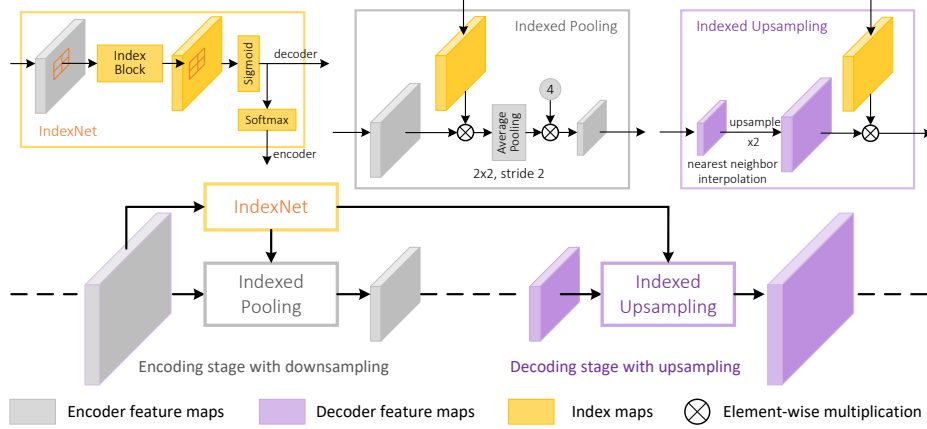 Index
Block
Sigmoid
decoder
Softmax
encoder
IndexNet
Indexed Pooling
Average
Pooling
4
2x2, stride 2
Indexed Upsampling
upsample
x2
nearest neighbor
interpolation
IndexNet
Indexed
Pooling
Indexed
Upsampling
Encoding stage with downsampling
Decoding stage with upsampling
Encoder feature maps
Decoder feature maps
Index maps
Element-wise multiplication